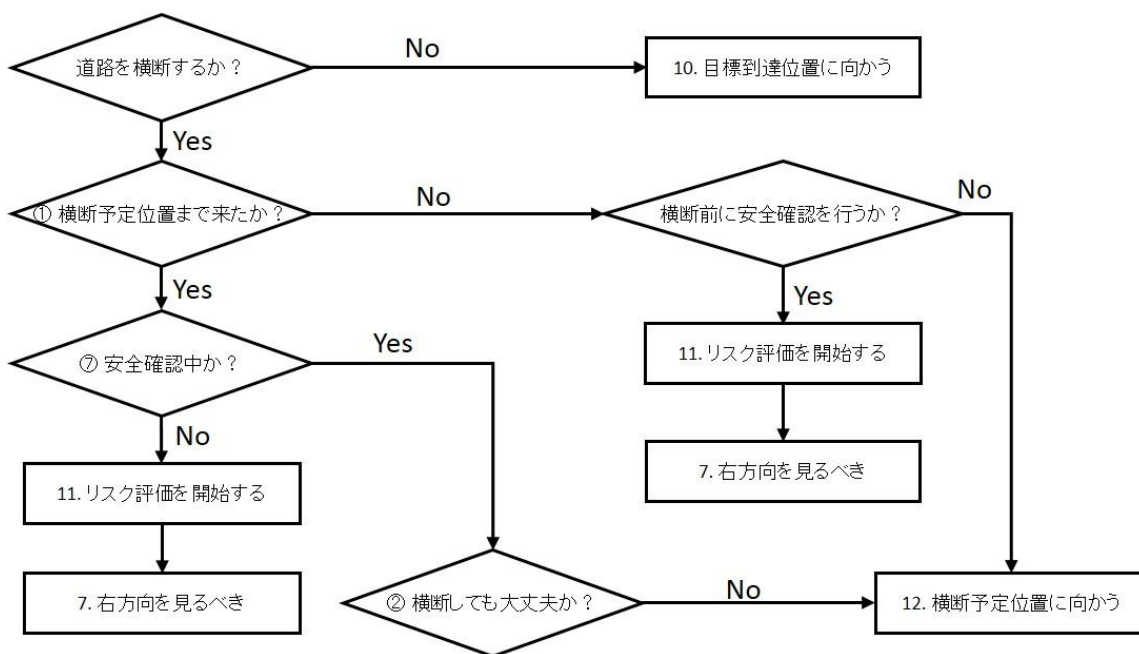 道路を横断するか？
No
10. 目標到達位置に向かう
Yes
① 横断予定位置まで来たか？
No
横断前に安全確認を行うか？
No
Yes
Yes
⑦ 安全確認中か？
Yes
11. リスク評価を開始する
No
7. 右方向を見るべき
11. リスク評価を開始する
7. 右方向を見るべき
② 横断しても大丈夫か？
No
12. 横断予定位置に向かう